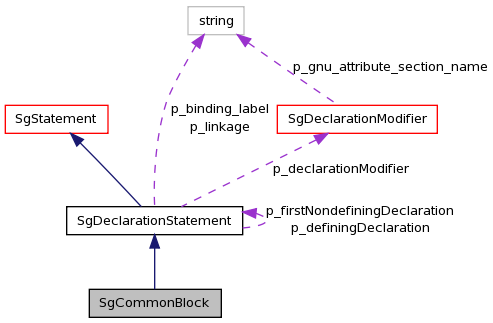 string
p_gnu_attribute_section_name
p_binding_label
p_linkage
SgStatement
SgDeclarationModifier
p_declarationModifier
SgDeclarationStatement
p_firstNondefiningDeclaration
p_definingDeclaration
SgCommonBlock